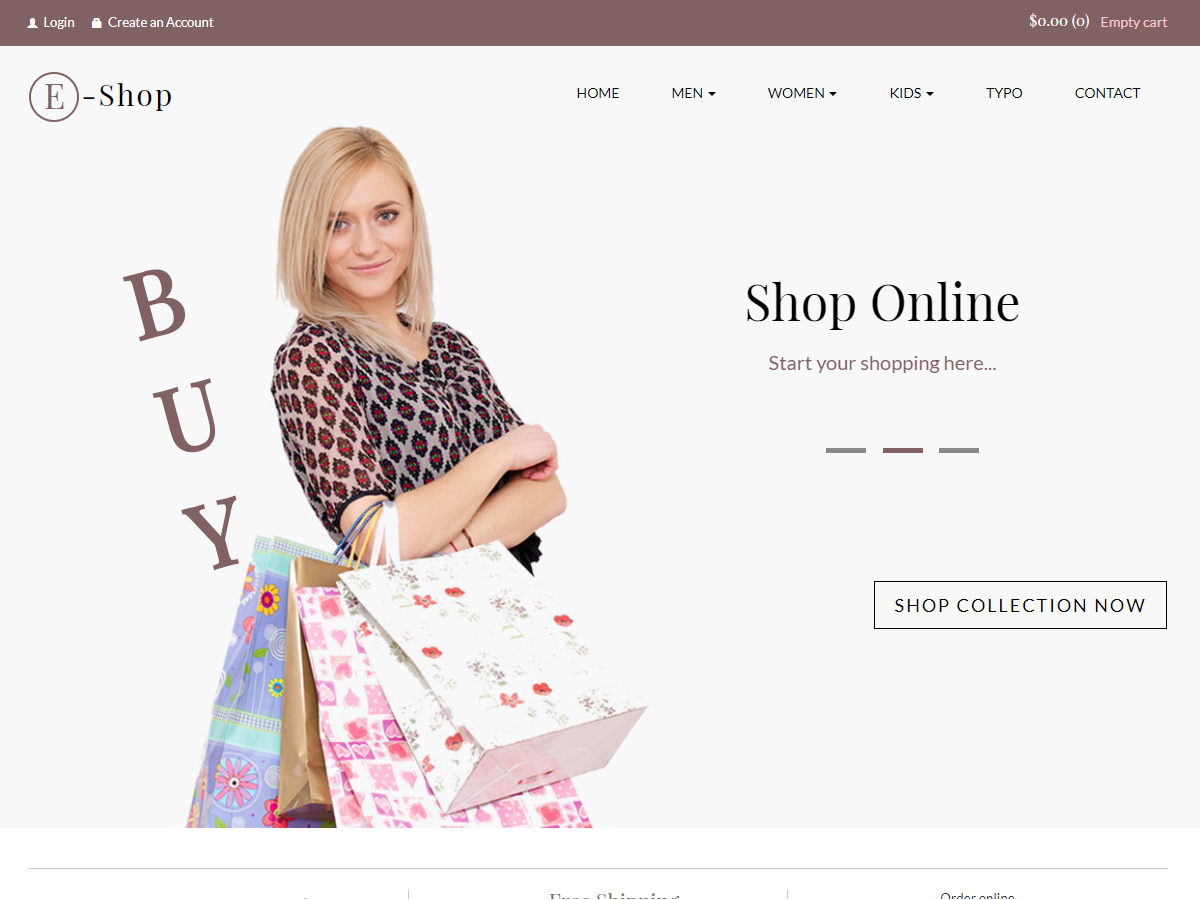 Login Create an Account $0.00 (0) Empty cart
E-Shop HOME MEN WOMEN KIDS TYPO CONTACT
B
U
Y
Shop Online
Start your shopping here...
SHOP COLLECTION NOW
Free Shipping Order online